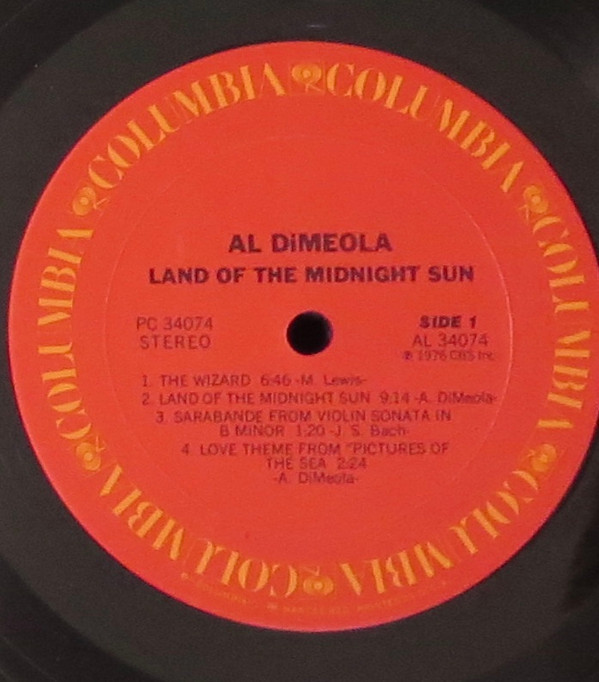 COLUMBIA COLUMBIA COLUMBIA COLUMBIA COLUMBIA COLUMBIA COLUMBIA
AL DiMEOLA
LAND OF THE MIDNIGHT SUN
PC 34074
STEREO
SIDE 1
AL 34074
℗ 1976 CBS Inc.
1. THE WIZARD 6:46 -M. Lewis-
2. LAND OF THE MIDNIGHT SUN 9:14 -A. DiMeola-
3. SARABANDE FROM VIOLIN SONATA IN
B MINOR 1:20 -J. S. Bach-
4. LOVE THEME FROM "PICTURES OF
THE SEA 2:24
-A. DiMeola-